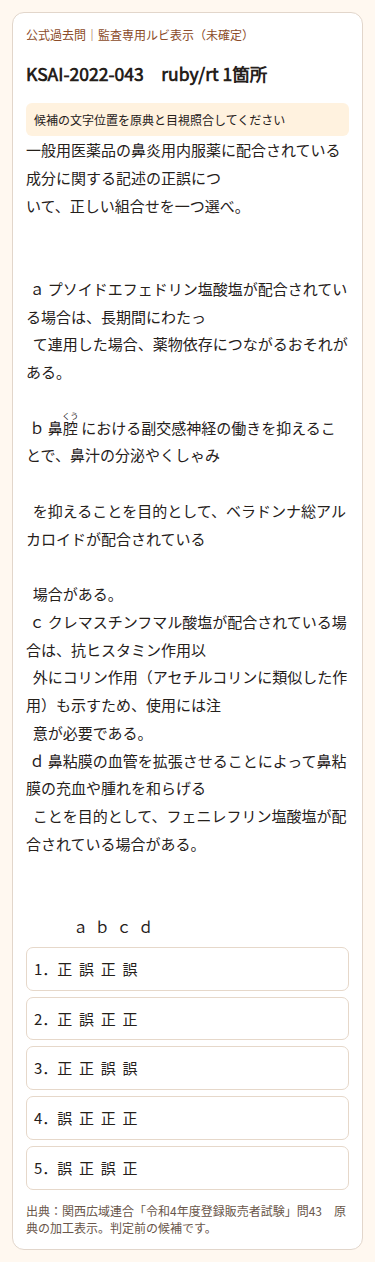 公式過去問｜監査専用ルビ表示（未確定）
KSAI-2022-043　ruby/rt 1箇所
候補の文字位置を原典と目視照合してください
一般用医薬品の鼻炎用内服薬に配合されている
成分に関する記述の正誤につ
いて、正しい組合せを一つ選べ。
ａ プソイドエフェドリン塩酸塩が配合されてい
る場合は、長期間にわたっ
て連用した場合、薬物依存につながるおそれが
ある。
くう
ｂ 鼻腔 における副交感神経の働きを抑えるこ
とで、鼻汁の分泌やくしゃみ
を抑えることを目的として、ベラドンナ総アル
カロイドが配合されている
場合がある。
ｃ クレマスチンフマル酸塩が配合されている場
合は、抗ヒスタミン作用以
外にコリン作用（アセチルコリンに類似した作
用）も示すため、使用には注
意が必要である。
ｄ 鼻粘膜の血管を拡張させることによって鼻粘
膜の充血や腫れを和らげる
ことを目的として、フェニレフリン塩酸塩が配
合されている場合がある。
ａ ｂ ｃ ｄ
1．正 誤 正 誤
2．正 誤 正 正
3．正 正 誤 誤
4．誤 正 正 正
5．誤 正 誤 正
出典：関西広域連合「令和4年度登録販売者試験」問43　原
典の加工表示。判定前の候補です。